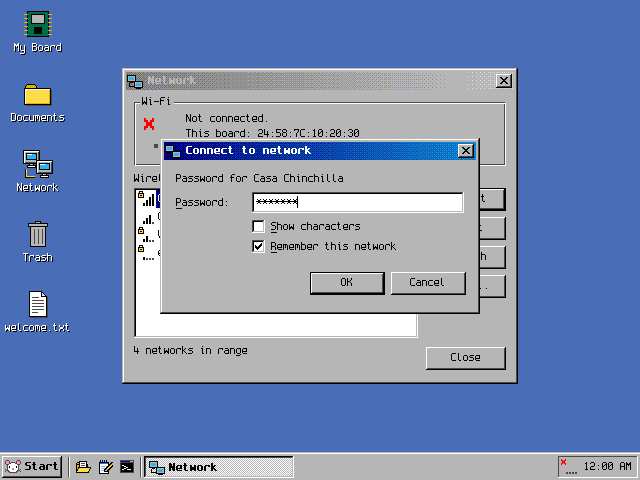 My Board
Documents
Network
Trash
welcome.txt
Network
Wi-Fi
Not connected.
This board: 24:58:7C:10:20:30
Connect to network
Password for Casa Chinchilla
Password: *******
Show characters
Remember this network
OK
Cancel
4 networks in range
Close
Start
Network
12:00 AM